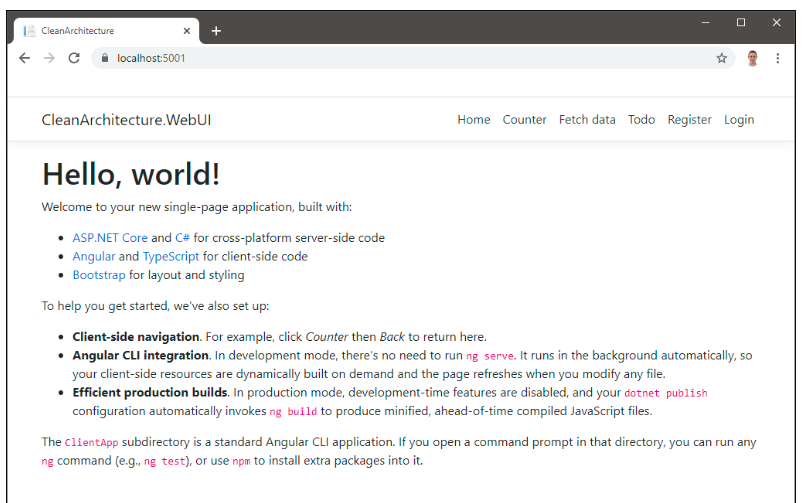 CleanArchitecture
localhost:5001
CleanArchitecture.WebUI
Home Counter Fetch data Todo Register Login
Hello, world!
Welcome to your new single-page application, built with:
• ASP.NET Core and C# for cross-platform server-side code
• Angular and TypeScript for client-side code
• Bootstrap for layout and styling
To help you get started, we've also set up:
• Client-side navigation. For example, click Counter then Back to return here.
• Angular CLI integration. In development mode, there's no need to run ng serve. It runs in the background automatically, so
your client-side resources are dynamically built on demand and the page refreshes when you modify any file.
• Efficient production builds. In production mode, development-time features are disabled, and your dotnet publish
configuration automatically invokes ng build to produce minified, ahead-of-time compiled JavaScript files.
The ClientApp subdirectory is a standard Angular CLI application. If you open a command prompt in that directory, you can run any
ng command (e.g., ng test), or use npm to install extra packages into it.